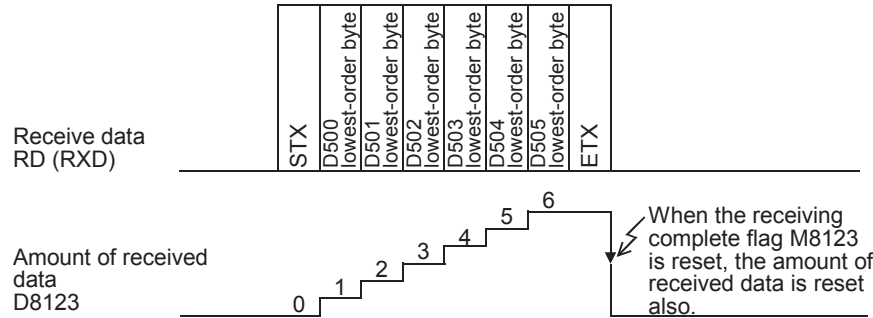 STX
D500
lowest-order byte
D501
lowest-order byte
D502
lowest-order byte
D503
lowest-order byte
D504
lowest-order byte
D505
lowest-order byte
ETX
Receive data
RD (RXD)
Amount of received
data
D8123
0
1
2
3
4
5
6
When the receiving
complete flag M8123
is reset, the amount of
received data is reset
also.